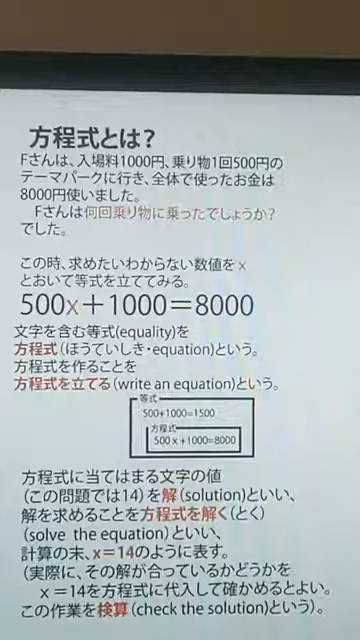 方程式とは?
Fさんは、入場料1000円、乗り物1回500円の
テーマパークに行き、全体で使ったお金は
8000円使いました。
Fさんは何回乗り物に乗ったでしょうか?
でした。
この時、求めたいわからない数値を x
とおいて等式を立ててみる。
500x+1000=8000
文字を含む等式(equality)を
方程式(ほうていしき・equation)という。
方程式を作ることを
方程式を立てる(write an equation)という。
等式
500+1000=1500
方程式
500x+1000=8000
方程式に当てはまる文字の値
(この問題では14)を解(solution)といい、
解を求めることを方程式を解く(とく)
(solve the equation)といい、
計算の末、x=14のように表す。
(実際に、その解が合っているかどうかを
x=14を方程式に代入して確かめるとよい。
この作業を検算(check the solution)という)。